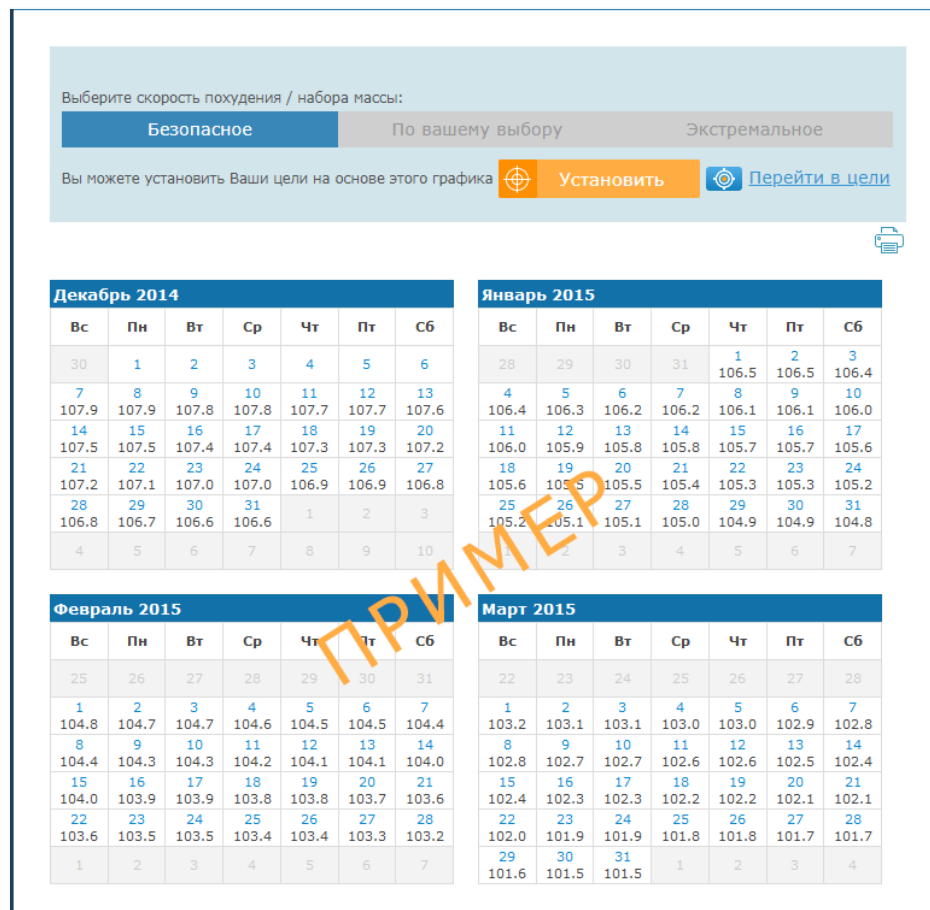 Выберите скорость похудения / набора массы:
Безопасное По вашему выбору Экстремальное
Вы можете установить Ваши цели на основе этого графика Установить Перейти в цели
Декабрь 2014
Вс Пн Вт Ср Чт Пт Сб
30 1 2 3 4 5 6
7 8 9 10 11 12 13
107.9 107.9 107.8 107.8 107.7 107.7 107.6
14 15 16 17 18 19 20
107.5 107.5 107.4 107.4 107.3 107.3 107.2
21 22 23 24 25 26 27
107.2 107.1 107.0 107.0 106.9 106.9 106.8
28 29 30 31 1 2 3
106.8 106.7 106.6 106.6
4 5 6 7 8 9 10
Январь 2015
Вс Пн Вт Ср Чт Пт Сб
28 29 30 31 1 2 3
106.5 106.5 106.4
4 5 6 7 8 9 10
106.4 106.3 106.2 106.2 106.1 106.1 106.0
11 12 13 14 15 16 17
106.0 105.9 105.8 105.8 105.7 105.7 105.6
18 19 20 21 22 23 24
105.6 105.5 105.5 105.4 105.3 105.3 105.2
25 26 27 28 29 30 31
105.2 105.1 105.1 105.0 104.9 104.9 104.8
1 2 3 4 5 6 7
ПРИМЕР
Февраль 2015
Вс Пн Вт Ср Чт Пт Сб
25 26 27 28 29 30 31
1 2 3 4 5 6 7
104.8 104.7 104.7 104.6 104.5 104.5 104.4
8 9 10 11 12 13 14
104.4 104.3 104.3 104.2 104.1 104.1 104.0
15 16 17 18 19 20 21
104.0 103.9 103.9 103.8 103.8 103.7 103.6
22 23 24 25 26 27 28
103.6 103.5 103.5 103.4 103.4 103.3 103.2
1 2 3 4 5 6 7
Март 2015
Вс Пн Вт Ср Чт Пт Сб
22 23 24 25 26 27 28
1 2 3 4 5 6 7
103.2 103.1 103.1 103.0 103.0 102.9 102.8
8 9 10 11 12 13 14
102.8 102.7 102.7 102.6 102.6 102.5 102.4
15 16 17 18 19 20 21
102.4 102.3 102.3 102.2 102.2 102.1 102.1
22 23 24 25 26 27 28
102.0 101.9 101.9 101.8 101.8 101.7 101.7
29 30 31 1 2 3 4
101.6 101.5 101.5